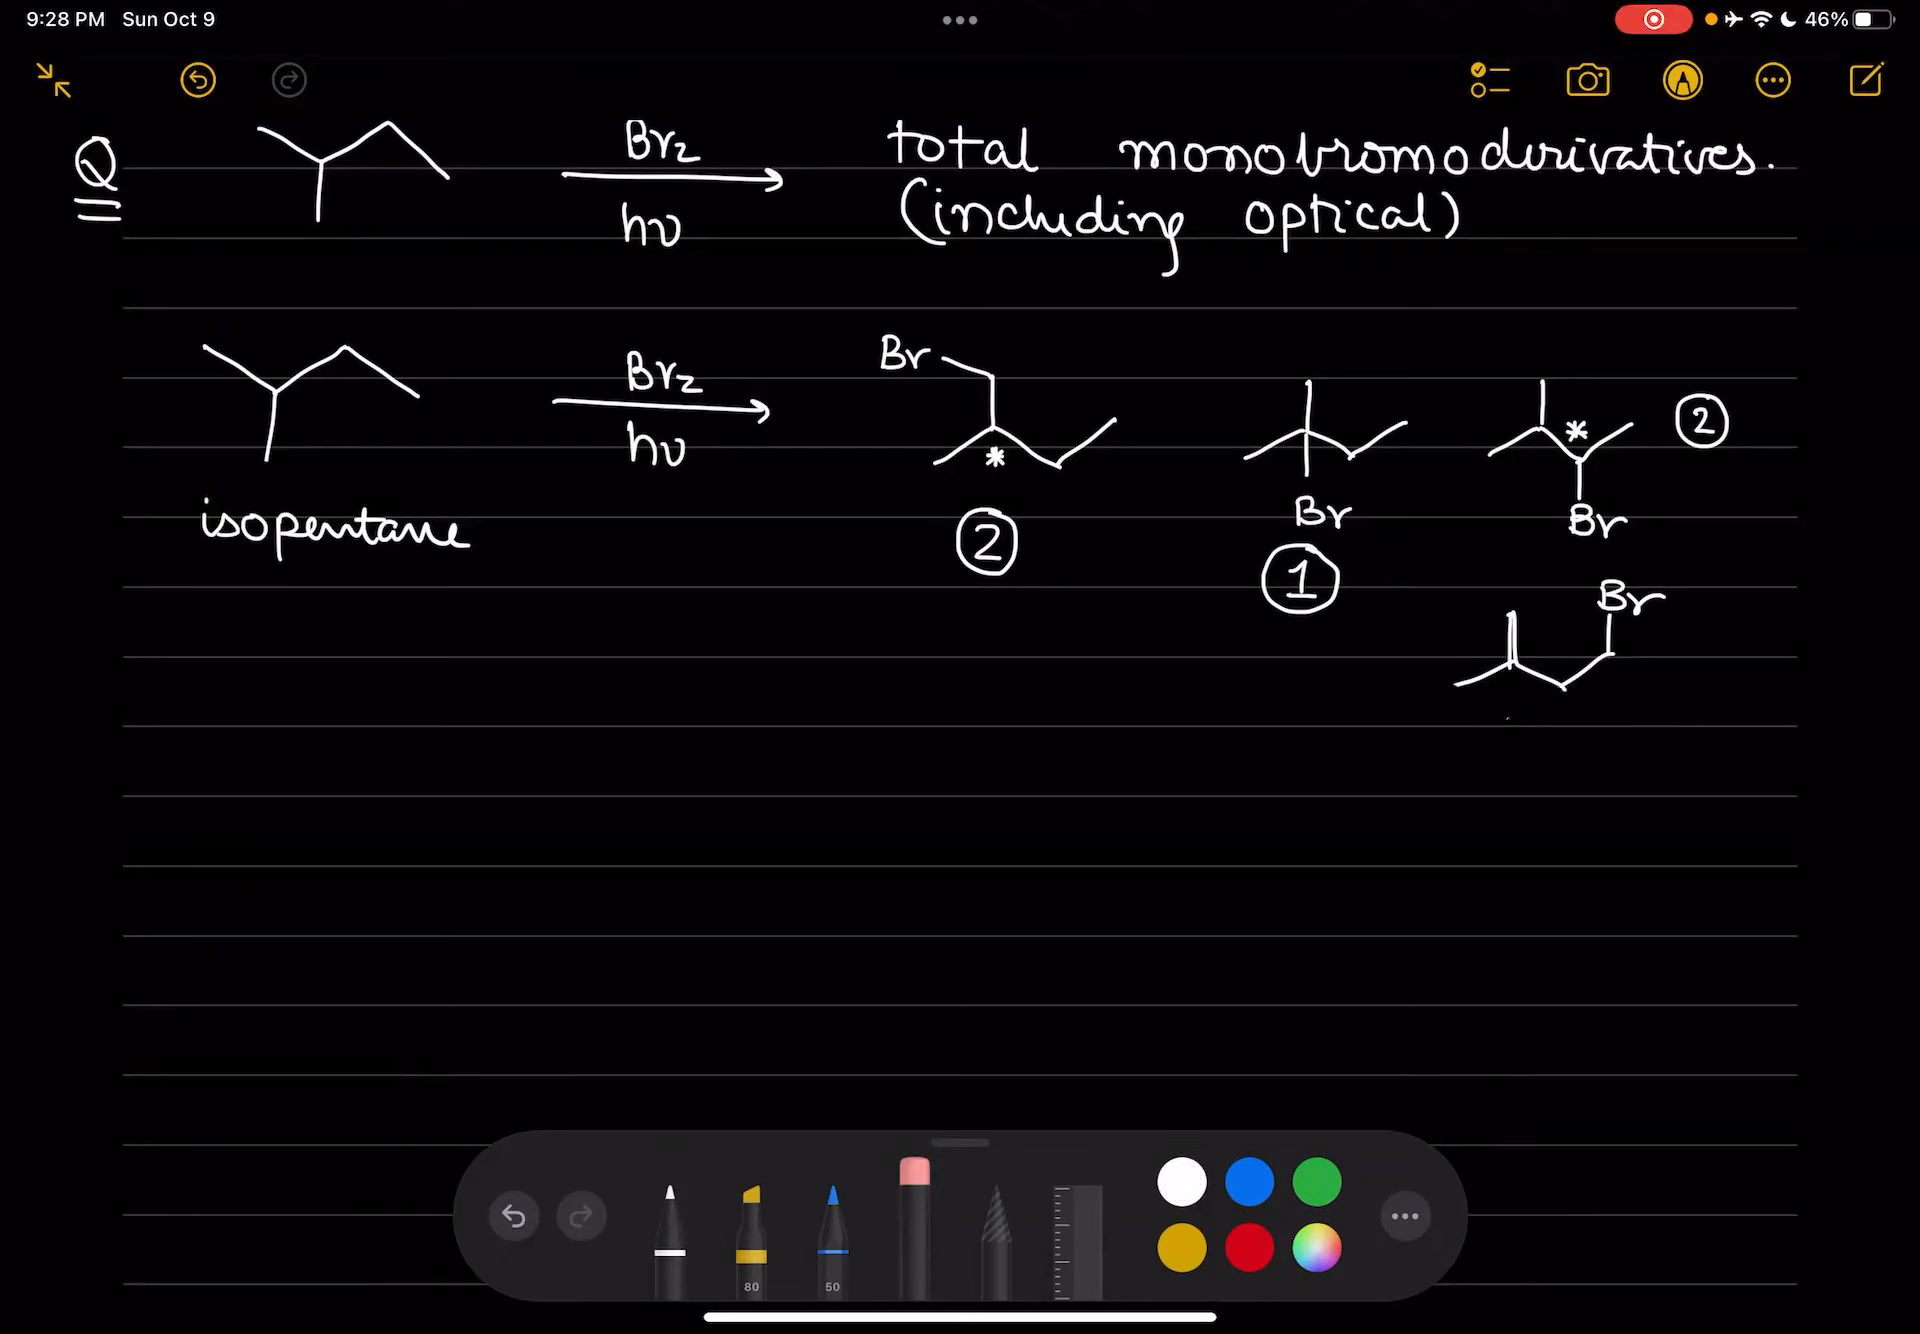 9:28 PM Sun Oct 9
46%
Q
Br₂
hν
total monobromoderivatives.
(including optical)
Br
*
②
Br₂
hν
isopentane
Br
①
*
②
Br
Br
80
50